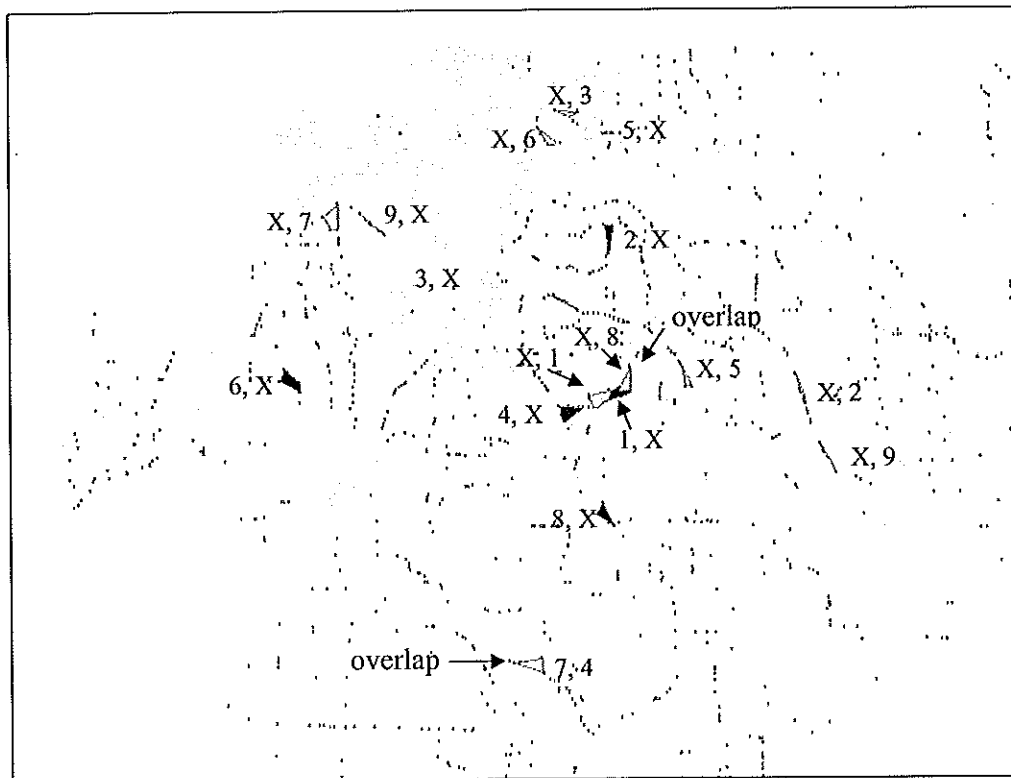 X, 3
X, 6
5, X
X, 7
9, X
2, X
3, X
overlap
X, 8
X, 1
X, 5
6, X
X, 2
4, X
1, X
X, 9
8, X
overlap
7, 4